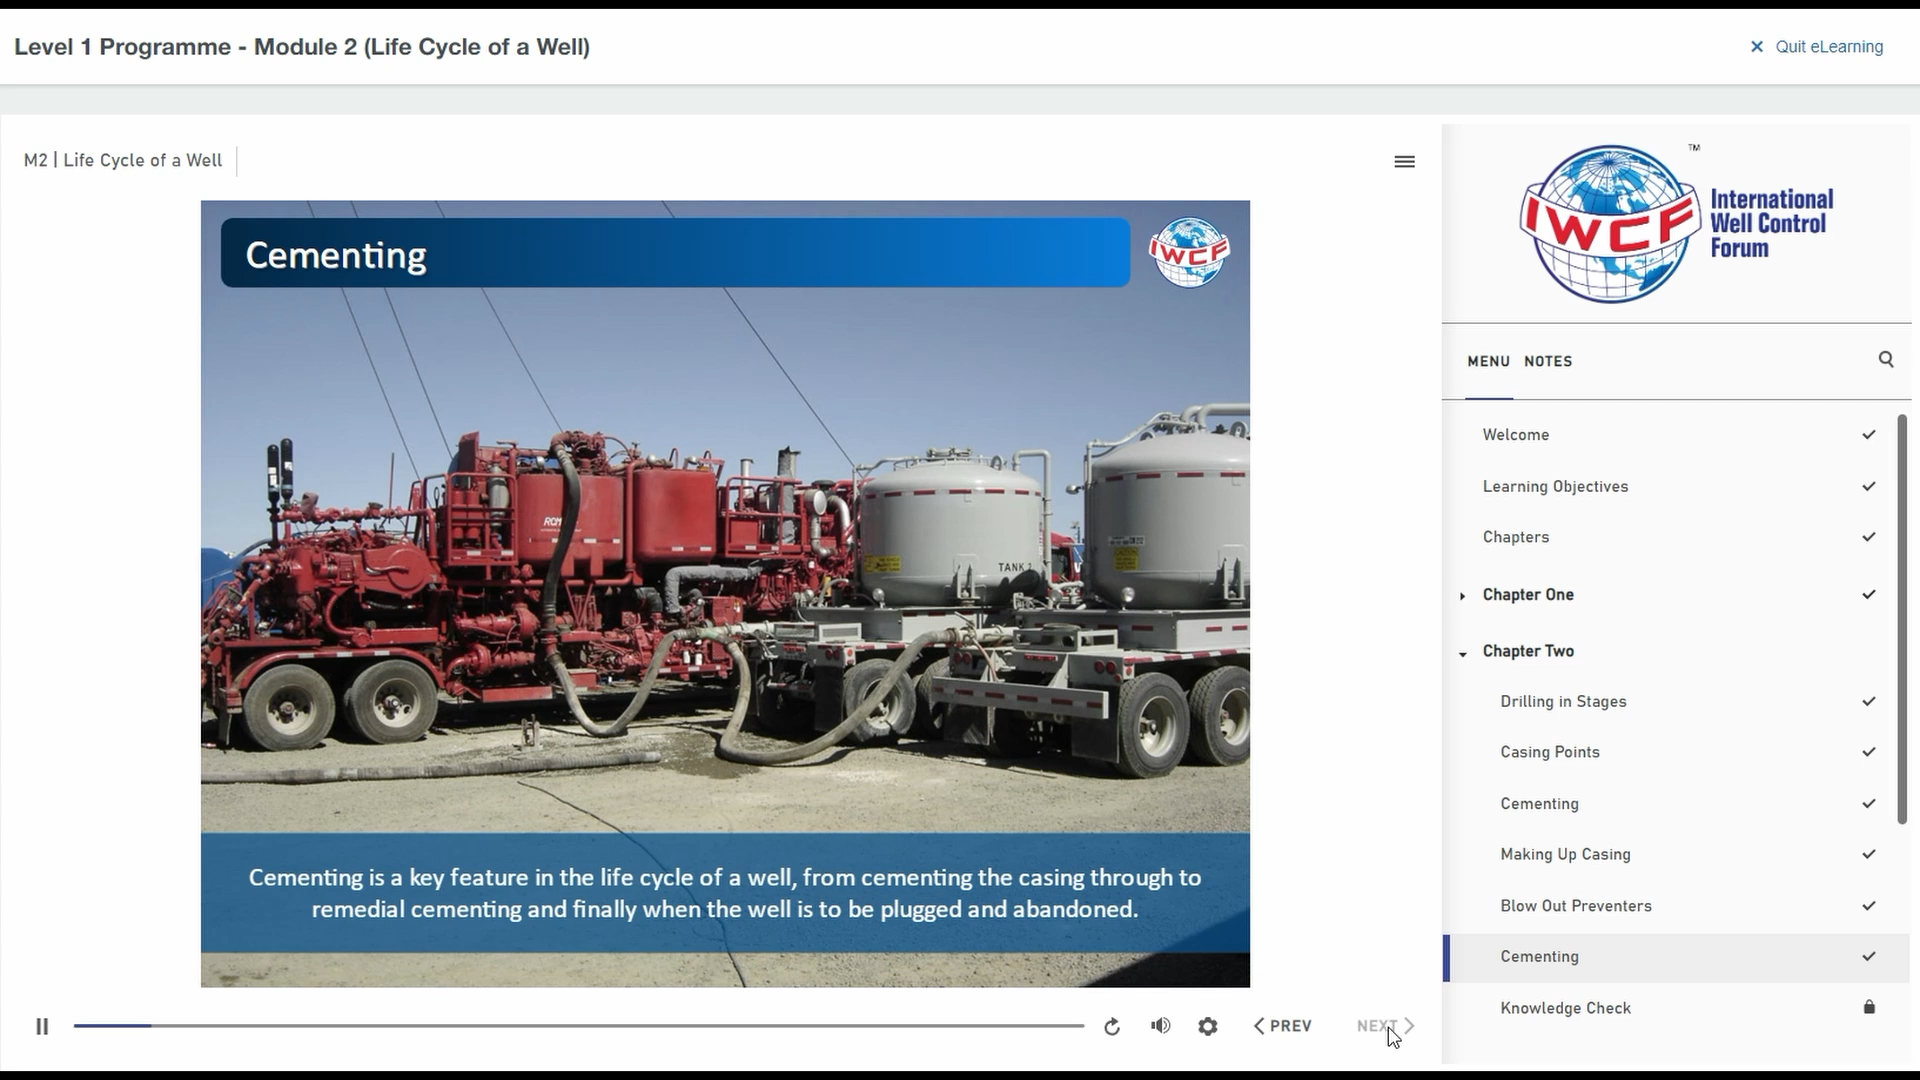 Level 1 Programme - Module 2 (Life Cycle of a Well)
Quit eLearning
M2 | Life Cycle of a Well
Cementing
IWCF
TANK 2
Cementing is a key feature in the life cycle of a well, from cementing the casing through to
remedial cementing and finally when the well is to be plugged and abandoned.
PREV
NEXT
IWCF
TM
International
Well Control
Forum
MENU NOTES
Welcome
Learning Objectives
Chapters
Chapter One
Chapter Two
Drilling in Stages
Casing Points
Cementing
Making Up Casing
Blow Out Preventers
Cementing
Knowledge Check